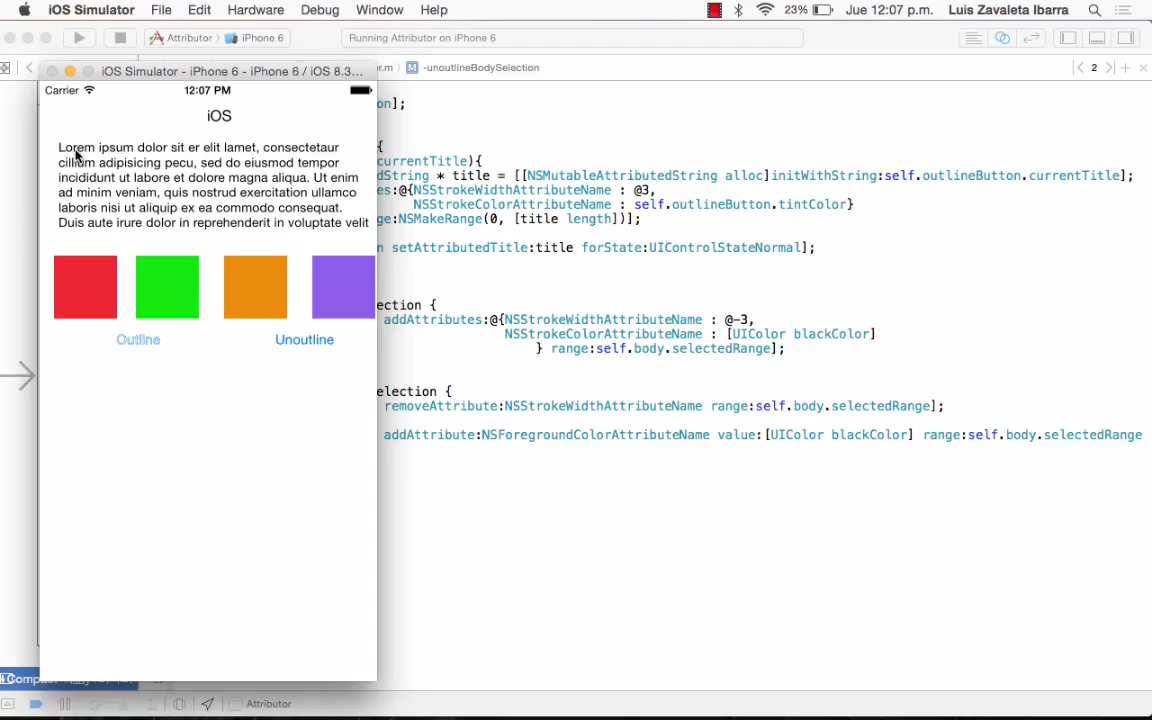 iOS Simulator File Edit Hardware Debug Window Help 23% Jue 12:07 p.m. Luis Zavaleta Ibarra
Attributor iPhone 6 Running Attributor on iPhone 6
iOS Simulator - iPhone 6 - iPhone 6 / iOS 8.3... r.m M -unoutlineBodySelection 2
Carrier 12:07 PM
on];
iOS
{
Lorem ipsum dolor sit er elit lamet, consectetaur
currentTitle){
cillium adipisicing pecu, sed do eiusmod tempor
dString * title = [[NSMutableAttributedString alloc]initWithString:self.outlineButton.currentTitle];
incididunt ut labore et dolore magna aliqua. Ut enim
es:@{NSStrokeWidthAttributeName : @3,
ad minim veniam, quis nostrud exercitation ullamco
NSStrokeColorAttributeName : self.outlineButton.tintColor}
laboris nisi ut aliquip ex ea commodo consequat.
ge:NSMakeRange(0, [title length])];
Duis aute irure dolor in reprehenderit in voluptate velit
n setAttributedTitle:title forState:UIControlStateNormal];
ection {
addAttributes:@{NSStrokeWidthAttributeName : @-3,
NSStrokeColorAttributeName : [UIColor blackColor]
} range:self.body.selectedRange];
Outline Unoutline
election {
removeAttribute:NSStrokeWidthAttributeName range:self.body.selectedRange];
addAttribute:NSForegroundColorAttributeName value:[UIColor blackColor] range:self.body.selectedRange
Attributor